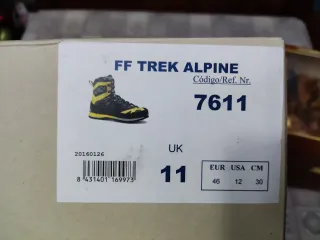 FF TREK ALPINE
Código/Ref. Nr.
7611
20160126
UK
8 431401 169973
11
EUR USA CM
46 12 30